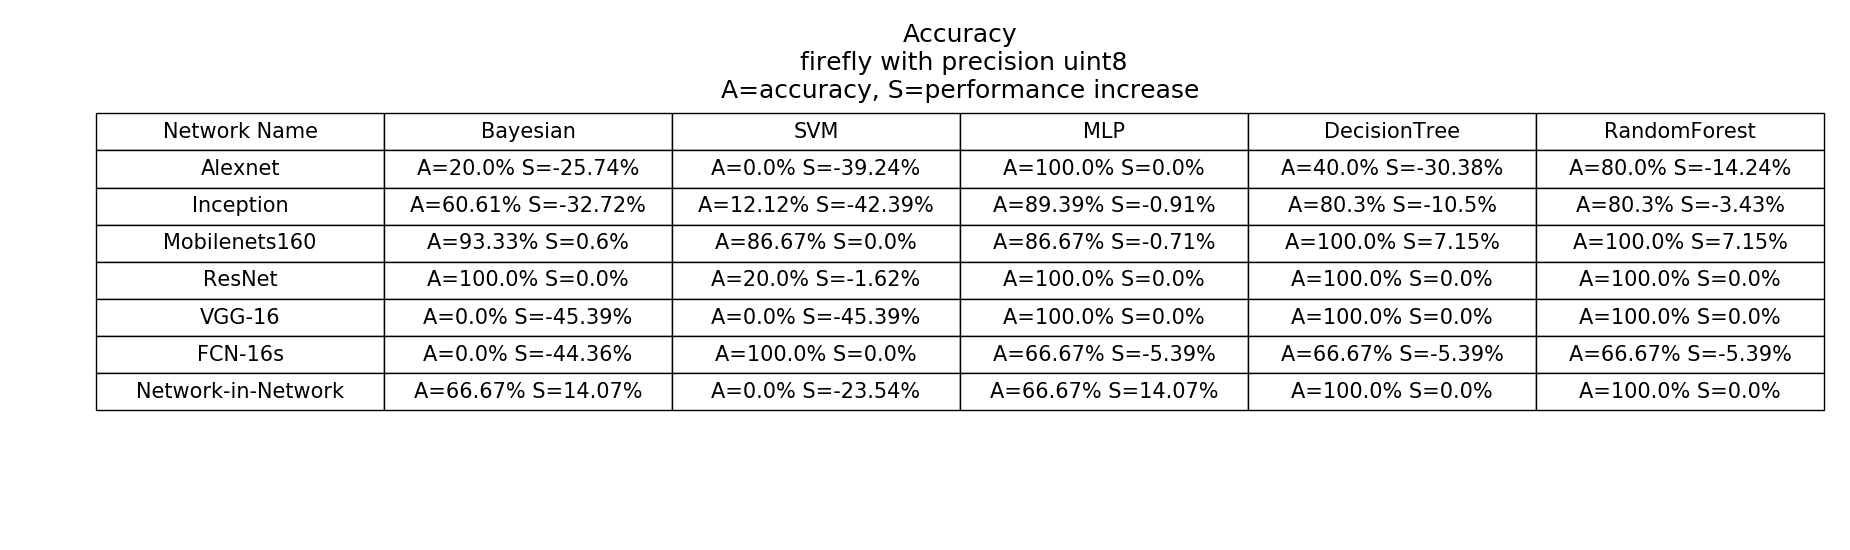 Accuracy
firefly with precision uint8
A=accuracy, S=performance increase
Network Name Bayesian SVM MLP DecisionTree RandomForest
Alexnet A=20.0% S=-25.74% A=0.0% S=-39.24% A=100.0% S=0.0% A=40.0% S=-30.38% A=80.0% S=-14.24%
Inception A=60.61% S=-32.72% A=12.12% S=-42.39% A=89.39% S=-0.91% A=80.3% S=-10.5% A=80.3% S=-3.43%
Mobilenets160 A=93.33% S=0.6% A=86.67% S=0.0% A=86.67% S=-0.71% A=100.0% S=7.15% A=100.0% S=7.15%
ResNet A=100.0% S=0.0% A=20.0% S=-1.62% A=100.0% S=0.0% A=100.0% S=0.0% A=100.0% S=0.0%
VGG-16 A=0.0% S=-45.39% A=0.0% S=-45.39% A=100.0% S=0.0% A=100.0% S=0.0% A=100.0% S=0.0%
FCN-16s A=0.0% S=-44.36% A=100.0% S=0.0% A=66.67% S=-5.39% A=66.67% S=-5.39% A=66.67% S=-5.39%
Network-in-Network A=66.67% S=14.07% A=0.0% S=-23.54% A=66.67% S=14.07% A=100.0% S=0.0% A=100.0% S=0.0%